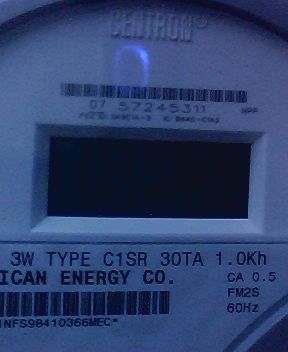 CENTRON®
07 57245311
3W TYPE C1SR 30TA 1.0Kh
ICAN ENERGY CO.
CA 0.5
FM2S
60Hz
NFS98410366MEC*